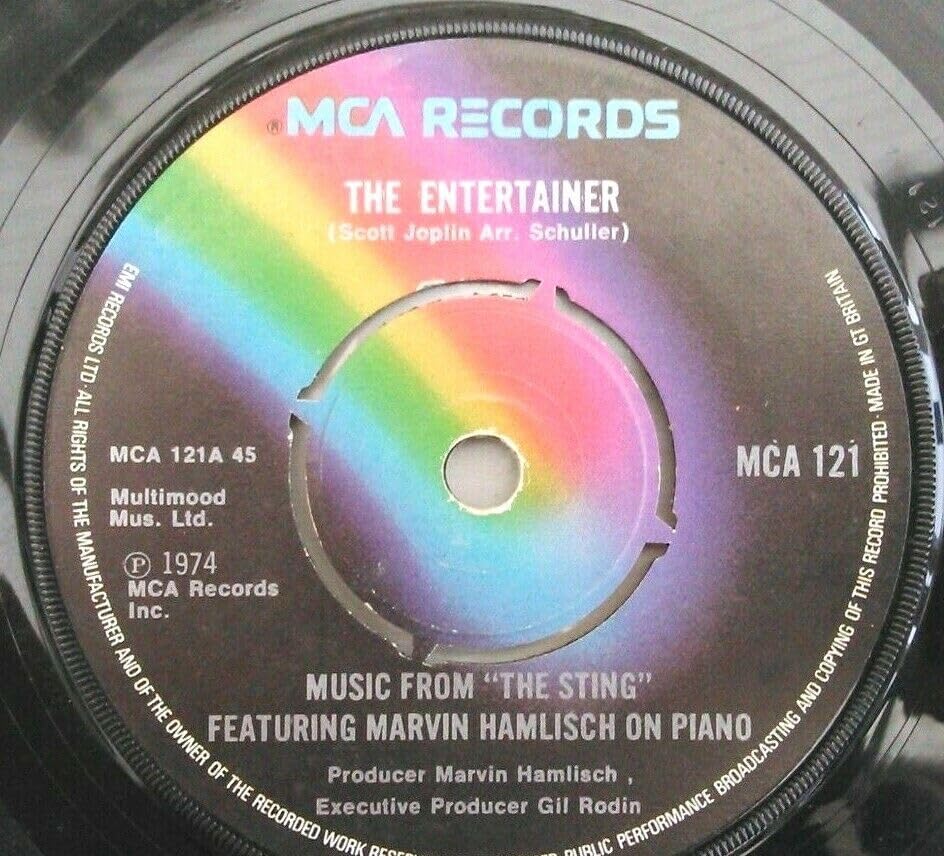 ® MCA RECORDS
THE ENTERTAINER
(Scott Joplin Arr. Schuller)
MCA 121A 45
MCA 121
Multimood
Mus. Ltd.
℗ 1974
MCA Records
Inc.
MUSIC FROM "THE STING"
FEATURING MARVIN HAMLISCH ON PIANO
Producer Marvin Hamlisch ,
Executive Producer Gil Rodin
EMI RECORDS LTD · ALL RIGHTS OF THE MANUFACTURER AND OF THE OWNER OF THE RECORDED WORK PUBLIC PERFORMANCE BROADCASTING AND COPYING OF THIS RECORD PROHIBITED · MADE IN GT BRITAIN